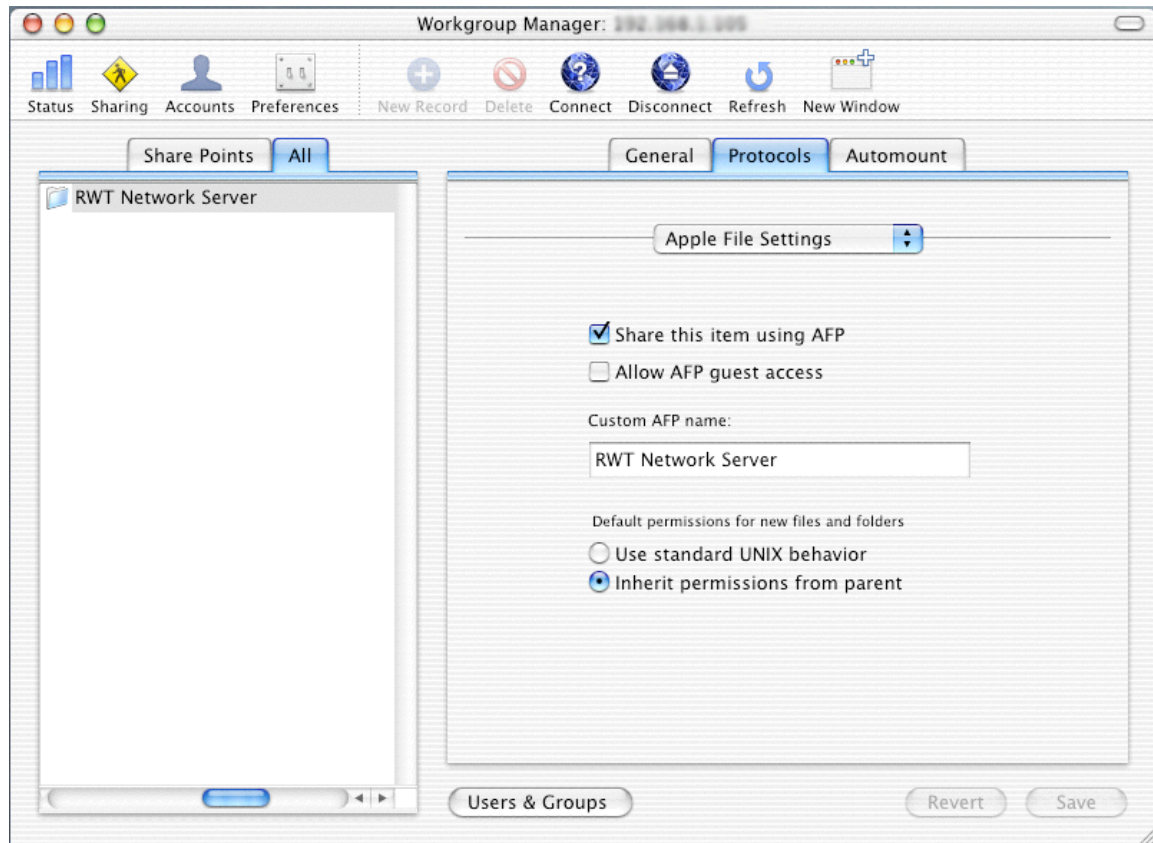 Workgroup Manager:
Status Sharing Accounts Preferences New Record Delete Connect Disconnect Refresh New Window
Share Points All
RWT Network Server
General Protocols Automount
Apple File Settings
Share this item using AFP
Allow AFP guest access
Custom AFP name:
RWT Network Server
Default permissions for new files and folders
Use standard UNIX behavior
Inherit permissions from parent
Users & Groups
Revert Save